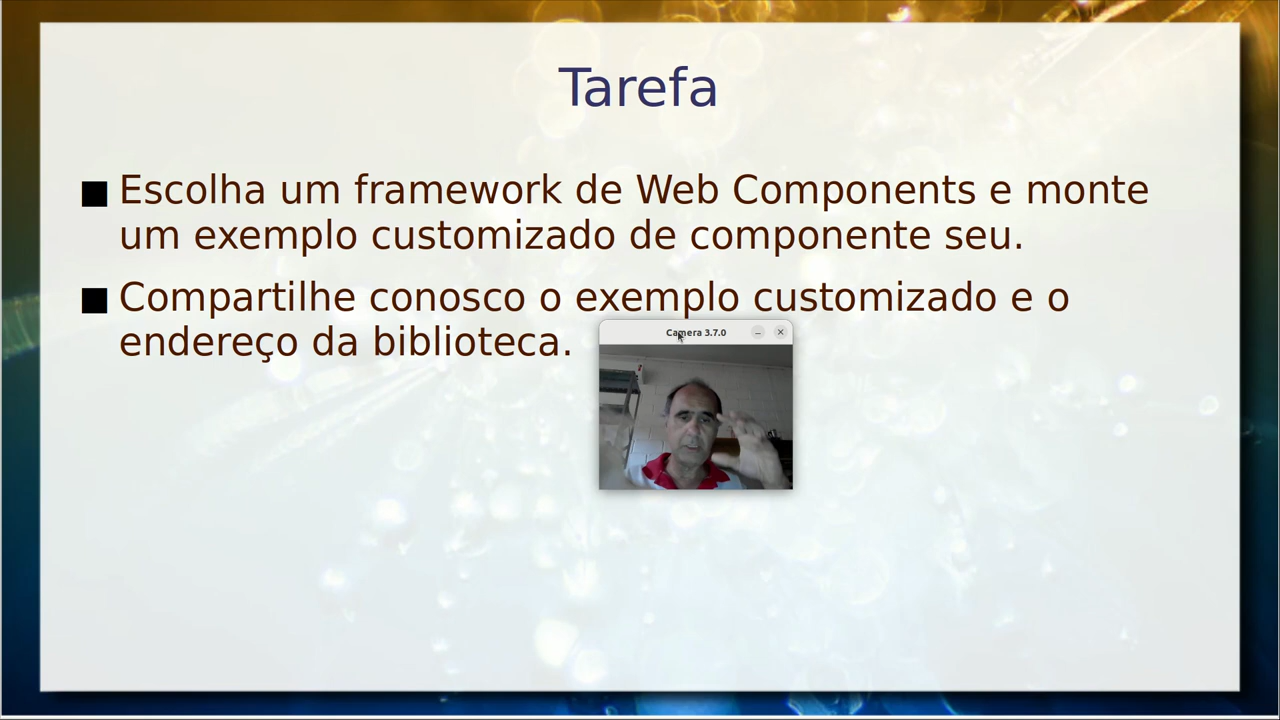 Tarefa
■ Escolha um framework de Web Components e monte
um exemplo customizado de componente seu.
■ Compartilhe conosco o exemplo customizado e o
endereço da biblioteca.
Camera 3.7.0